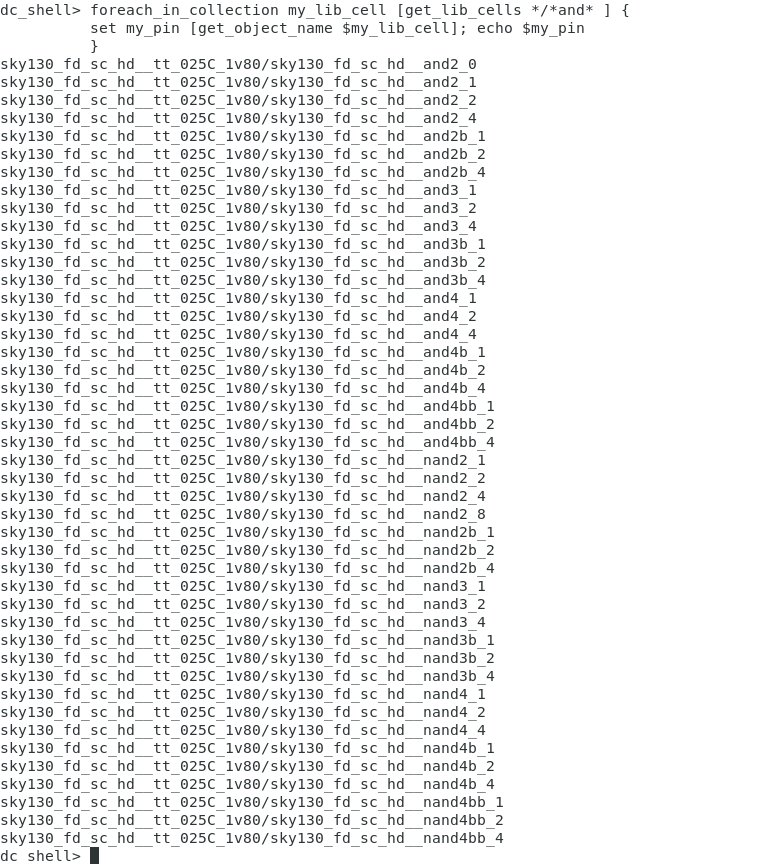 dc_shell> foreach_in_collection my_lib_cell [get_lib_cells */*and* ] {
          set my_pin [get_object_name $my_lib_cell]; echo $my_pin
          }
sky130_fd_sc_hd__tt_025C_1v80/sky130_fd_sc_hd__and2_0
sky130_fd_sc_hd__tt_025C_1v80/sky130_fd_sc_hd__and2_1
sky130_fd_sc_hd__tt_025C_1v80/sky130_fd_sc_hd__and2_2
sky130_fd_sc_hd__tt_025C_1v80/sky130_fd_sc_hd__and2_4
sky130_fd_sc_hd__tt_025C_1v80/sky130_fd_sc_hd__and2b_1
sky130_fd_sc_hd__tt_025C_1v80/sky130_fd_sc_hd__and2b_2
sky130_fd_sc_hd__tt_025C_1v80/sky130_fd_sc_hd__and2b_4
sky130_fd_sc_hd__tt_025C_1v80/sky130_fd_sc_hd__and3_1
sky130_fd_sc_hd__tt_025C_1v80/sky130_fd_sc_hd__and3_2
sky130_fd_sc_hd__tt_025C_1v80/sky130_fd_sc_hd__and3_4
sky130_fd_sc_hd__tt_025C_1v80/sky130_fd_sc_hd__and3b_1
sky130_fd_sc_hd__tt_025C_1v80/sky130_fd_sc_hd__and3b_2
sky130_fd_sc_hd__tt_025C_1v80/sky130_fd_sc_hd__and3b_4
sky130_fd_sc_hd__tt_025C_1v80/sky130_fd_sc_hd__and4_1
sky130_fd_sc_hd__tt_025C_1v80/sky130_fd_sc_hd__and4_2
sky130_fd_sc_hd__tt_025C_1v80/sky130_fd_sc_hd__and4_4
sky130_fd_sc_hd__tt_025C_1v80/sky130_fd_sc_hd__and4b_1
sky130_fd_sc_hd__tt_025C_1v80/sky130_fd_sc_hd__and4b_2
sky130_fd_sc_hd__tt_025C_1v80/sky130_fd_sc_hd__and4b_4
sky130_fd_sc_hd__tt_025C_1v80/sky130_fd_sc_hd__and4bb_1
sky130_fd_sc_hd__tt_025C_1v80/sky130_fd_sc_hd__and4bb_2
sky130_fd_sc_hd__tt_025C_1v80/sky130_fd_sc_hd__and4bb_4
sky130_fd_sc_hd__tt_025C_1v80/sky130_fd_sc_hd__nand2_1
sky130_fd_sc_hd__tt_025C_1v80/sky130_fd_sc_hd__nand2_2
sky130_fd_sc_hd__tt_025C_1v80/sky130_fd_sc_hd__nand2_4
sky130_fd_sc_hd__tt_025C_1v80/sky130_fd_sc_hd__nand2_8
sky130_fd_sc_hd__tt_025C_1v80/sky130_fd_sc_hd__nand2b_1
sky130_fd_sc_hd__tt_025C_1v80/sky130_fd_sc_hd__nand2b_2
sky130_fd_sc_hd__tt_025C_1v80/sky130_fd_sc_hd__nand2b_4
sky130_fd_sc_hd__tt_025C_1v80/sky130_fd_sc_hd__nand3_1
sky130_fd_sc_hd__tt_025C_1v80/sky130_fd_sc_hd__nand3_2
sky130_fd_sc_hd__tt_025C_1v80/sky130_fd_sc_hd__nand3_4
sky130_fd_sc_hd__tt_025C_1v80/sky130_fd_sc_hd__nand3b_1
sky130_fd_sc_hd__tt_025C_1v80/sky130_fd_sc_hd__nand3b_2
sky130_fd_sc_hd__tt_025C_1v80/sky130_fd_sc_hd__nand3b_4
sky130_fd_sc_hd__tt_025C_1v80/sky130_fd_sc_hd__nand4_1
sky130_fd_sc_hd__tt_025C_1v80/sky130_fd_sc_hd__nand4_2
sky130_fd_sc_hd__tt_025C_1v80/sky130_fd_sc_hd__nand4_4
sky130_fd_sc_hd__tt_025C_1v80/sky130_fd_sc_hd__nand4b_1
sky130_fd_sc_hd__tt_025C_1v80/sky130_fd_sc_hd__nand4b_2
sky130_fd_sc_hd__tt_025C_1v80/sky130_fd_sc_hd__nand4b_4
sky130_fd_sc_hd__tt_025C_1v80/sky130_fd_sc_hd__nand4bb_1
sky130_fd_sc_hd__tt_025C_1v80/sky130_fd_sc_hd__nand4bb_2
sky130_fd_sc_hd__tt_025C_1v80/sky130_fd_sc_hd__nand4bb_4
dc_shell>